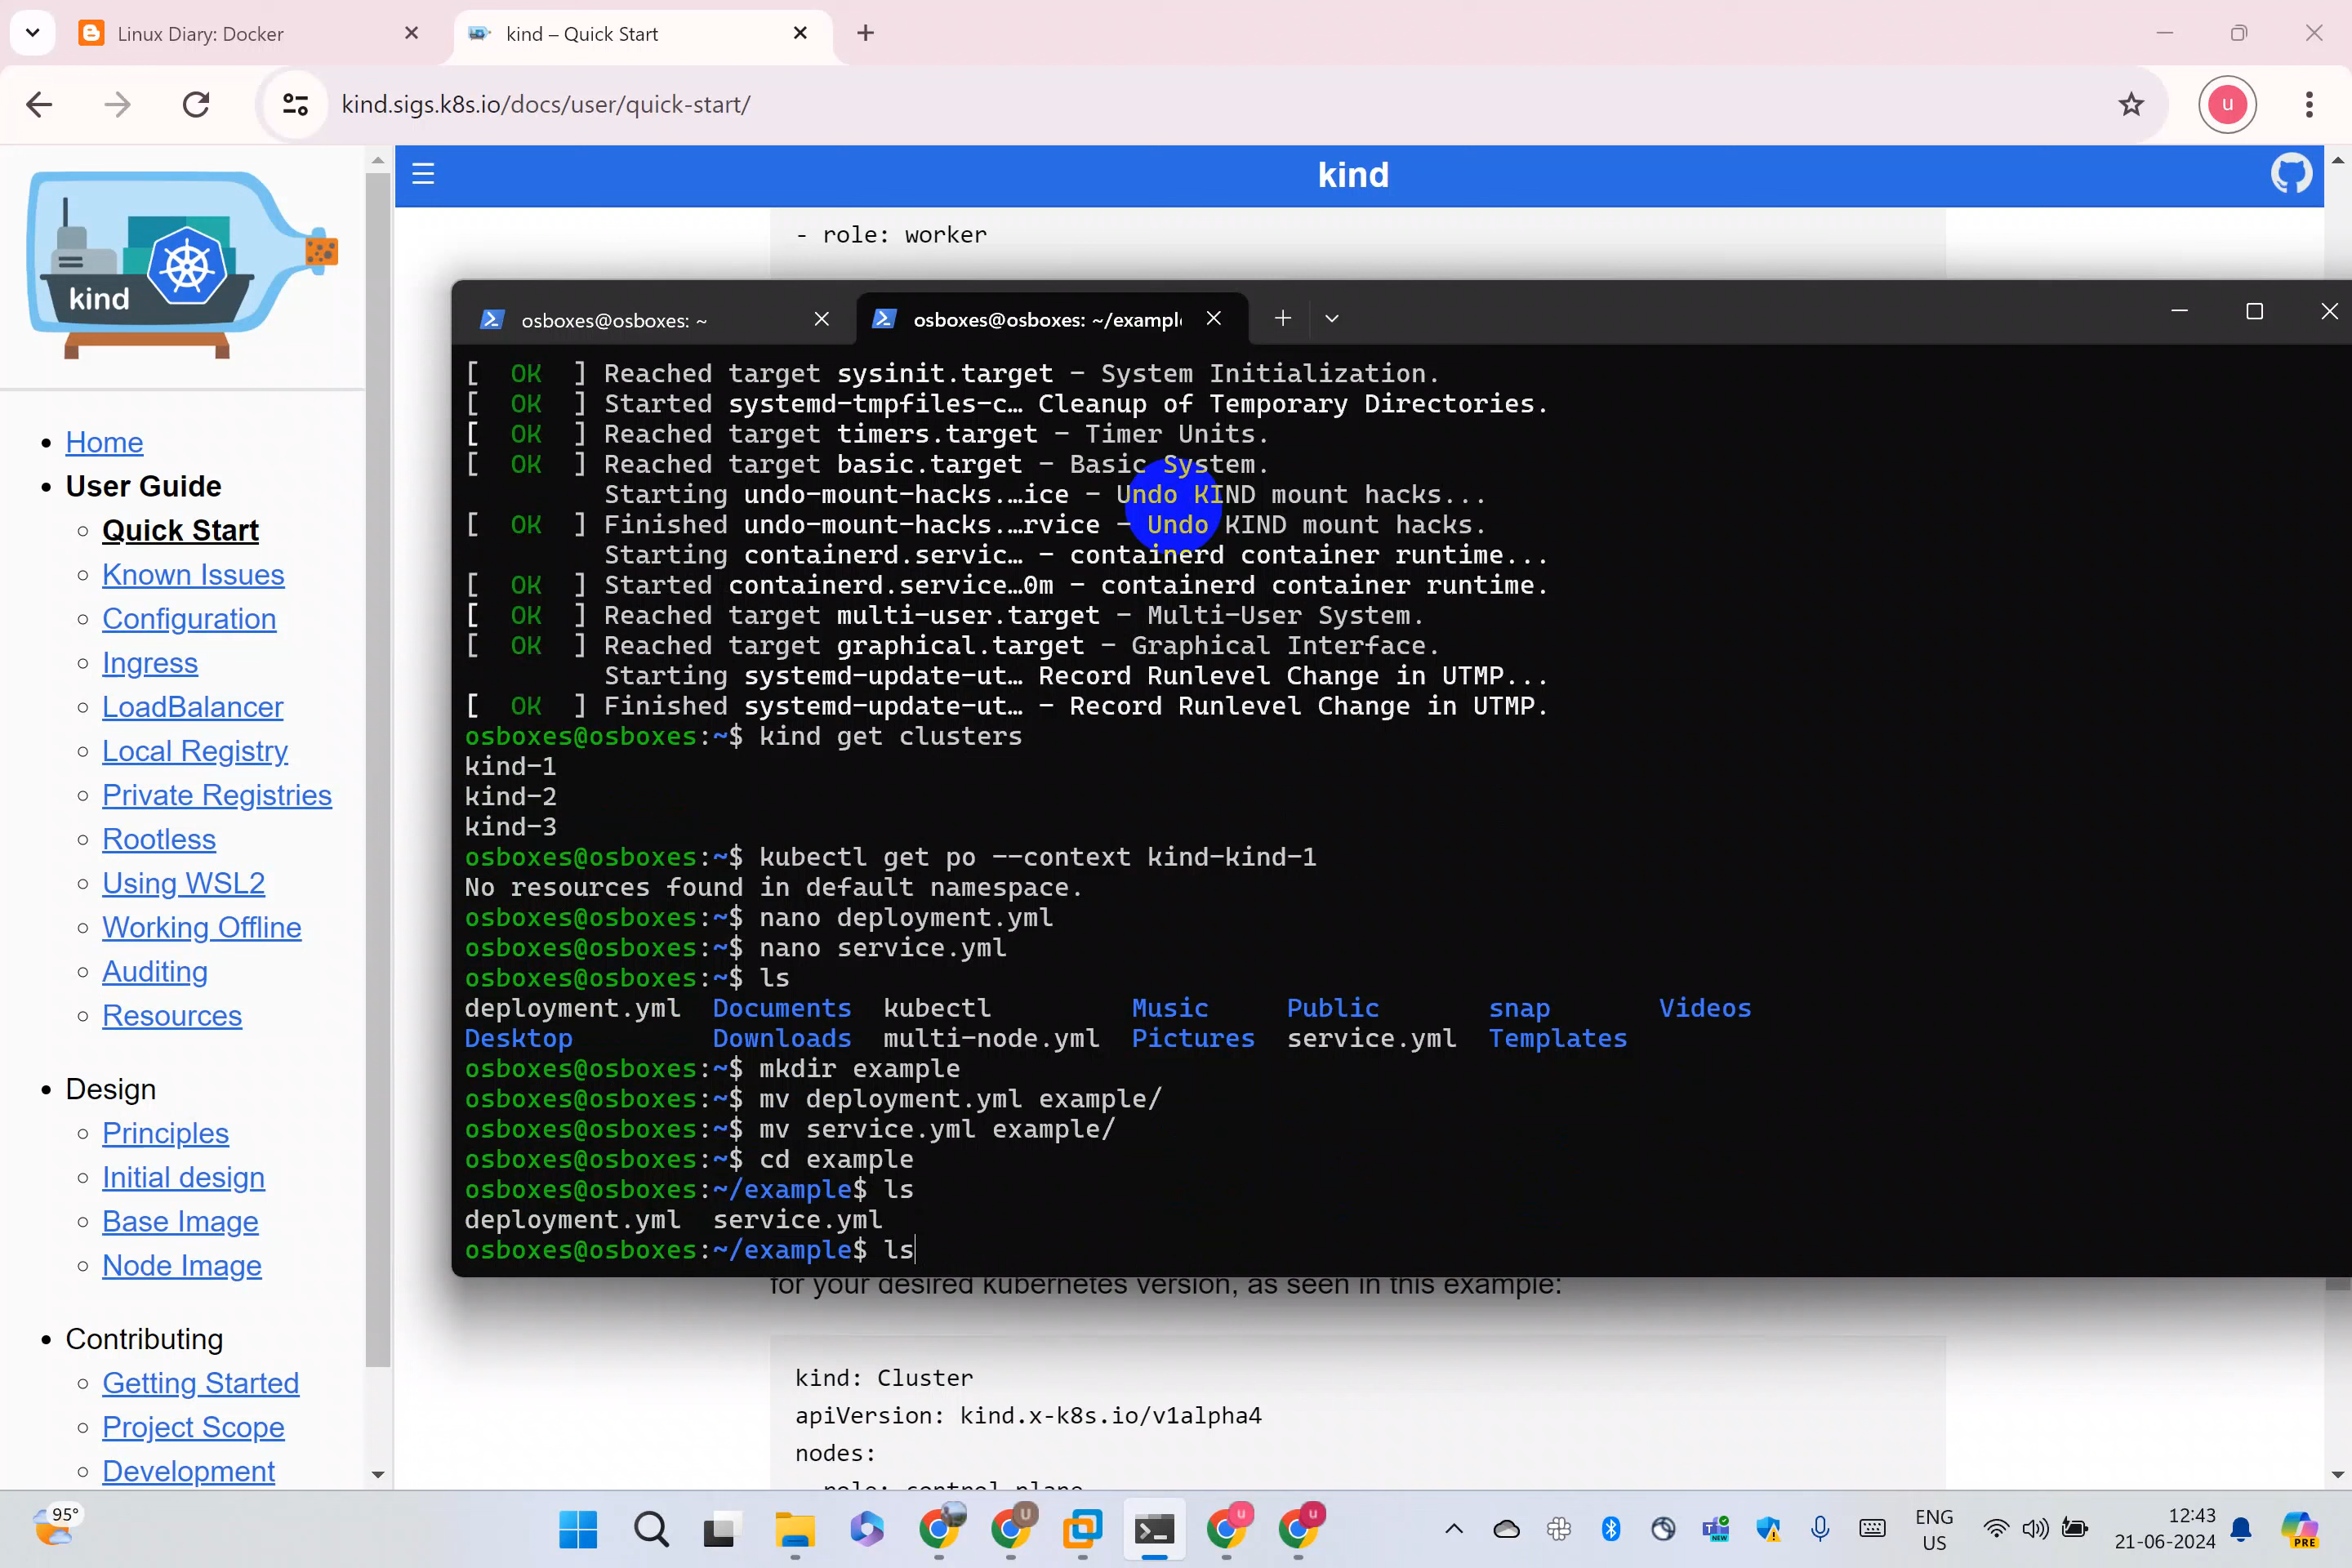 Linux Diary: Docker
kind – Quick Start
kind.sigs.k8s.io/docs/user/quick-start/
u
kind
kind
Home
User Guide
Quick Start
Known Issues
Configuration
Ingress
LoadBalancer
Local Registry
Private Registries
Rootless
Using WSL2
Working Offline
Auditing
Resources
Design
Principles
Initial design
Base Image
Node Image
Contributing
Getting Started
Project Scope
Development
- role: worker
osboxes@osboxes: ~
osboxes@osboxes: ~/exampl
[  OK  ] Reached target sysinit.target - System Initialization.
[  OK  ] Started systemd-tmpfiles-c… Cleanup of Temporary Directories.
[  OK  ] Reached target timers.target - Timer Units.
[  OK  ] Reached target basic.target - Basic System.
Starting undo-mount-hacks.…ice - Undo KIND mount hacks...
[  OK  ] Finished undo-mount-hacks.…rvice - Undo KIND mount hacks.
Starting containerd.servic… - containerd container runtime...
[  OK  ] Started containerd.service…0m - containerd container runtime.
[  OK  ] Reached target multi-user.target - Multi-User System.
[  OK  ] Reached target graphical.target - Graphical Interface.
Starting systemd-update-ut… Record Runlevel Change in UTMP...
[  OK  ] Finished systemd-update-ut… - Record Runlevel Change in UTMP.
osboxes@osboxes:~$ kind get clusters
kind-1
kind-2
kind-3
osboxes@osboxes:~$ kubectl get po --context kind-kind-1
No resources found in default namespace.
osboxes@osboxes:~$ nano deployment.yml
osboxes@osboxes:~$ nano service.yml
osboxes@osboxes:~$ ls
deployment.yml  Documents  kubectl         Music     Public       snap       Videos
Desktop         Downloads  multi-node.yml  Pictures  service.yml  Templates
osboxes@osboxes:~$ mkdir example
osboxes@osboxes:~$ mv deployment.yml example/
osboxes@osboxes:~$ mv service.yml example/
osboxes@osboxes:~$ cd example
osboxes@osboxes:~/example$ ls
deployment.yml  service.yml
osboxes@osboxes:~/example$ ls
for your desired kubernetes version, as seen in this example:
kind: Cluster
apiVersion: kind.x-k8s.io/v1alpha4
nodes:
- role: control-plane
95°
U
u
u
NEW
ENG
US
12:43
21-06-2024
PRE